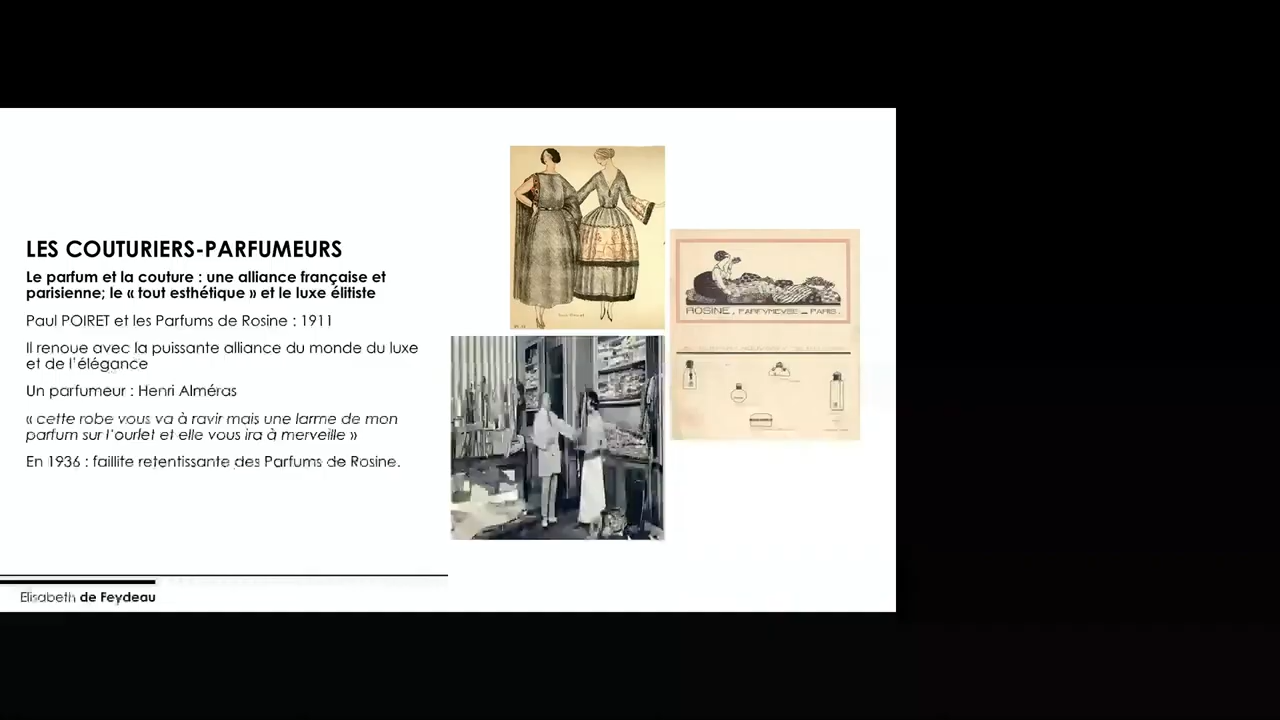 LES COUTURIERS-PARFUMEURS
Le parfum et la couture : une alliance française et
parisienne; le « tout esthétique » et le luxe élitiste
Paul POIRET et les Parfums de Rosine : 1911
Il renoue avec la puissante alliance du monde du luxe
et de l'élégance
Un parfumeur : Henri Alméras
« cette robe vous va à ravir mais une larme de mon
parfum sur l'ourlet et elle vous ira à merveille »
En 1936 : faillite retentissante des Parfums de Rosine.
ROSINE, PARFVMEVSE _ PARIS.
Elisabeth de Feydeau